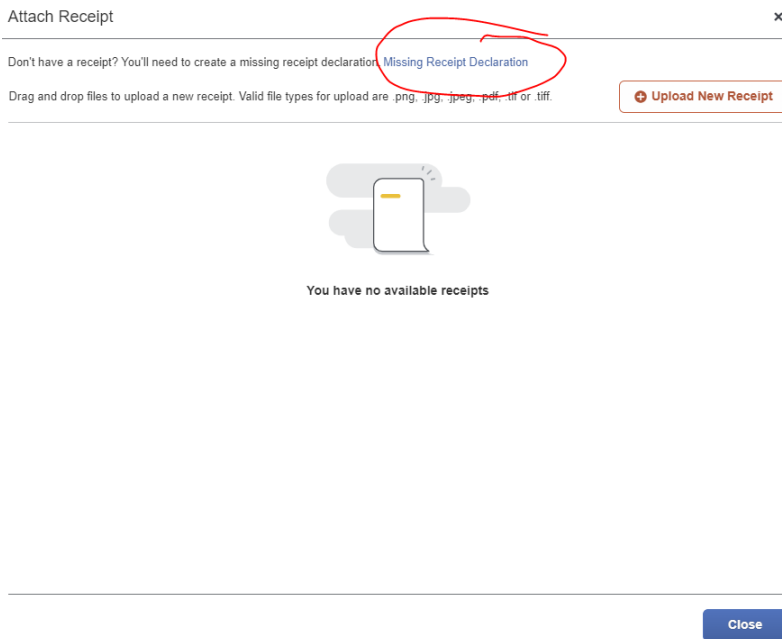 Attach Receipt
Don't have a receipt? You'll need to create a missing receipt declaration. Missing Receipt Declaration
Drag and drop files to upload a new receipt. Valid file types for upload are .png, .jpg, .jpeg, .pdf, .tif or .tiff.
Upload New Receipt
You have no available receipts
Close